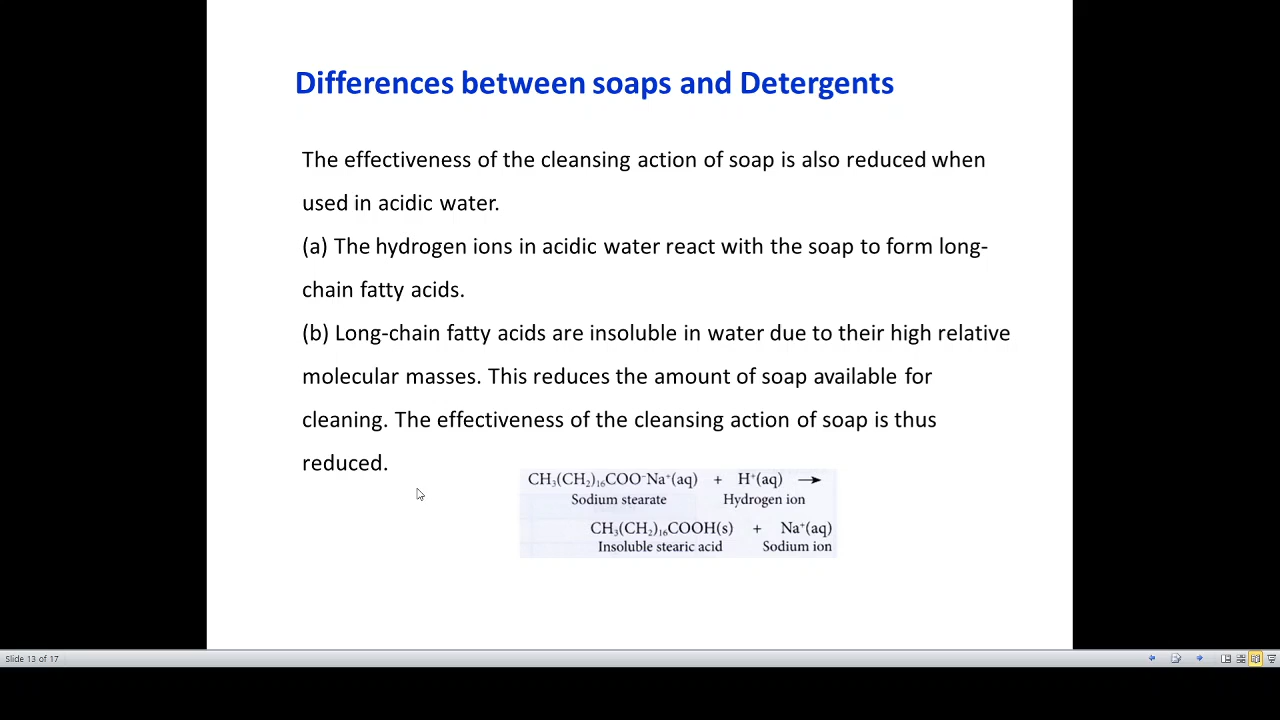 Differences between soaps and Detergents
The effectiveness of the cleansing action of soap is also reduced when
used in acidic water.
(a) The hydrogen ions in acidic water react with the soap to form long-
chain fatty acids.
(b) Long-chain fatty acids are insoluble in water due to their high relative
molecular masses. This reduces the amount of soap available for
cleaning. The effectiveness of the cleansing action of soap is thus
reduced.
CH₃(CH₂)₁₆COO⁻Na⁺(aq) + H⁺(aq) →
Sodium stearate Hydrogen ion
CH₃(CH₂)₁₆COOH(s) + Na⁺(aq)
Insoluble stearic acid Sodium ion
Slide 13 of 17